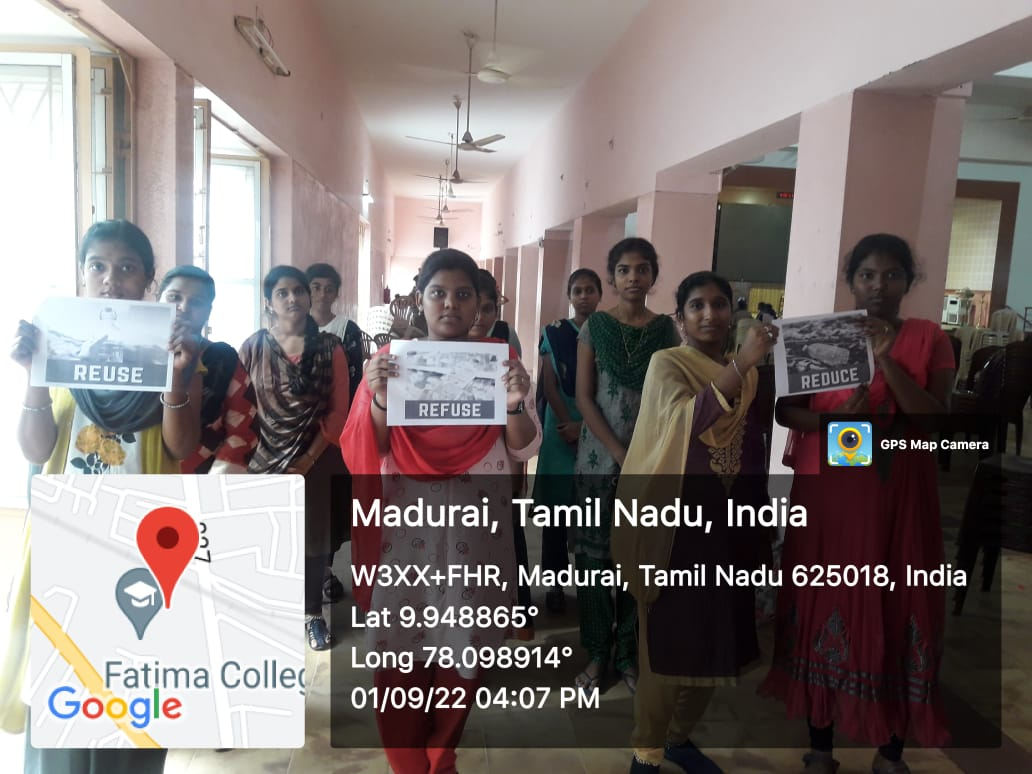 REUSE
REFUSE
REDUCE
GPS Map Camera
Madurai, Tamil Nadu, India
W3XX+FHR, Madurai, Tamil Nadu 625018, India
Lat 9.948865°
Long 78.098914°
01/09/22 04:07 PM
Fatima Colleg
Google